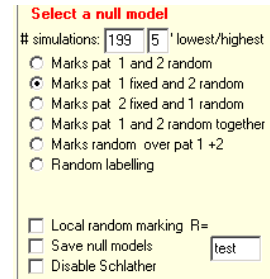 Select a null model
# simulations: 199 5 ' lowest/highest
Marks pat 1 and 2 random
Marks pat 1 fixed and 2 random
Marks pat 2 fixed and 1 random
Marks pat 1 and 2 random together
Marks random over pat 1 +2
Random labelling
Local random marking R=
Save null models test
Disable Schlather